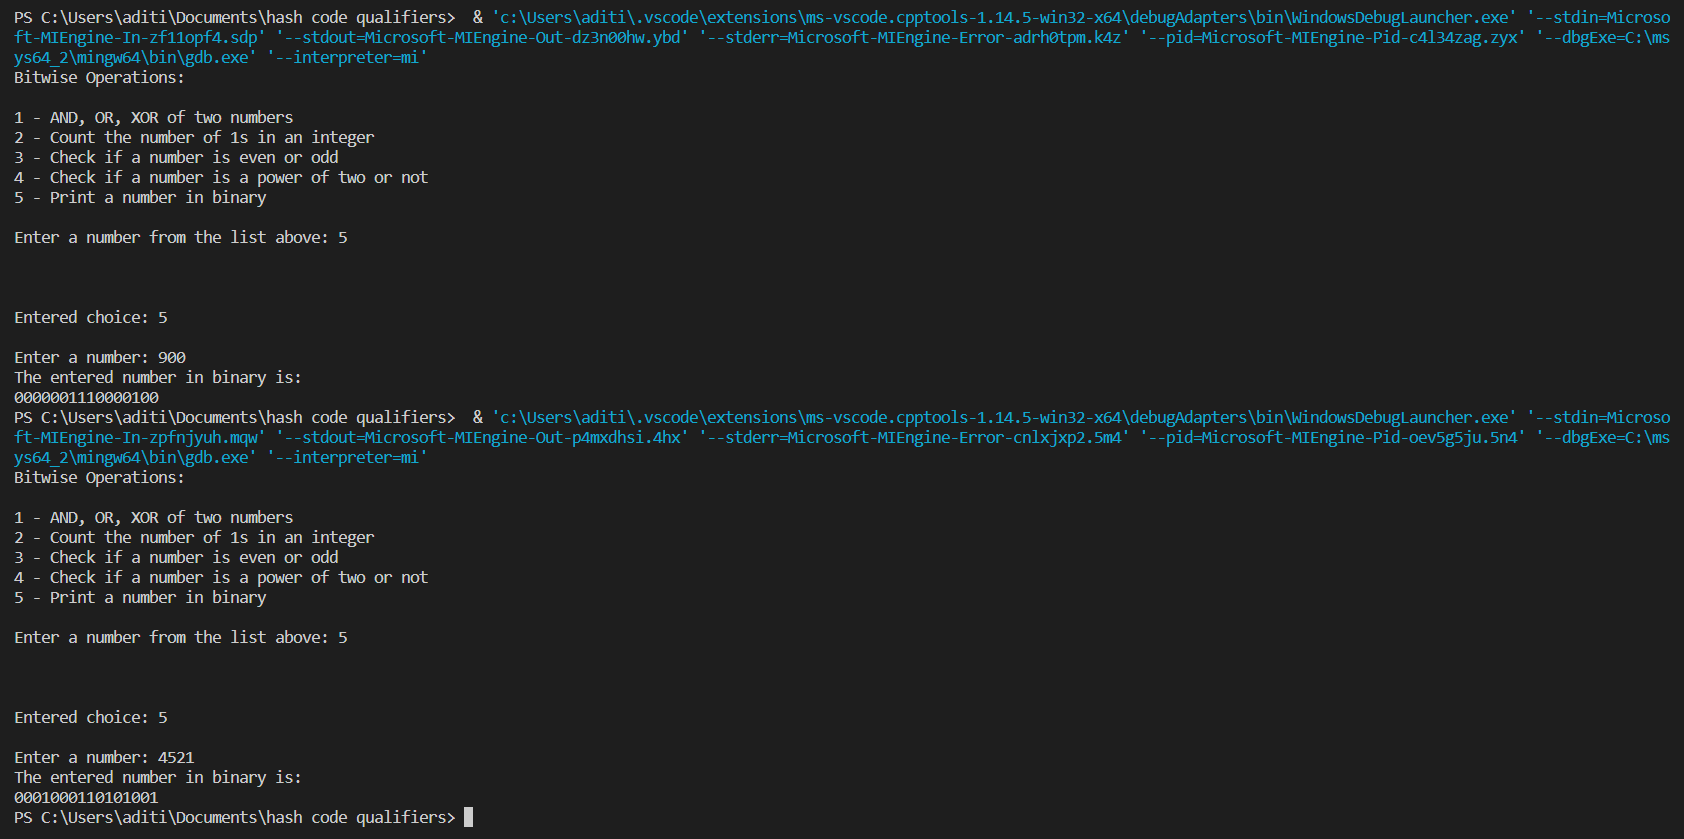 PS C:\Users\aditi\Documents\hash code qualifiers>  & 'c:\Users\aditi\.vscode\extensions\ms-vscode.cpptools-1.14.5-win32-x64\debugAdapters\bin\WindowsDebugLauncher.exe' '--stdin=Microso
ft-MIEngine-In-zf11opf4.sdp' '--stdout=Microsoft-MIEngine-Out-dz3n00hw.ybd' '--stderr=Microsoft-MIEngine-Error-adrh0tpm.k4z' '--pid=Microsoft-MIEngine-Pid-c4l34zag.zyx' '--dbgExe=C:\ms
ys64_2\mingw64\bin\gdb.exe' '--interpreter=mi'
Bitwise Operations:
1 - AND, OR, XOR of two numbers
2 - Count the number of 1s in an integer
3 - Check if a number is even or odd
4 - Check if a number is a power of two or not
5 - Print a number in binary
Enter a number from the list above: 5
Entered choice: 5
Enter a number: 900
The entered number in binary is:
0000001110000100
PS C:\Users\aditi\Documents\hash code qualifiers>  & 'c:\Users\aditi\.vscode\extensions\ms-vscode.cpptools-1.14.5-win32-x64\debugAdapters\bin\WindowsDebugLauncher.exe' '--stdin=Microso
ft-MIEngine-In-zpfnjyuh.mqw' '--stdout=Microsoft-MIEngine-Out-p4mxdhsi.4hx' '--stderr=Microsoft-MIEngine-Error-cnlxjxp2.5m4' '--pid=Microsoft-MIEngine-Pid-oev5g5ju.5n4' '--dbgExe=C:\ms
ys64_2\mingw64\bin\gdb.exe' '--interpreter=mi'
Bitwise Operations:
1 - AND, OR, XOR of two numbers
2 - Count the number of 1s in an integer
3 - Check if a number is even or odd
4 - Check if a number is a power of two or not
5 - Print a number in binary
Enter a number from the list above: 5
Entered choice: 5
Enter a number: 4521
The entered number in binary is:
0001000110101001
PS C:\Users\aditi\Documents\hash code qualifiers>